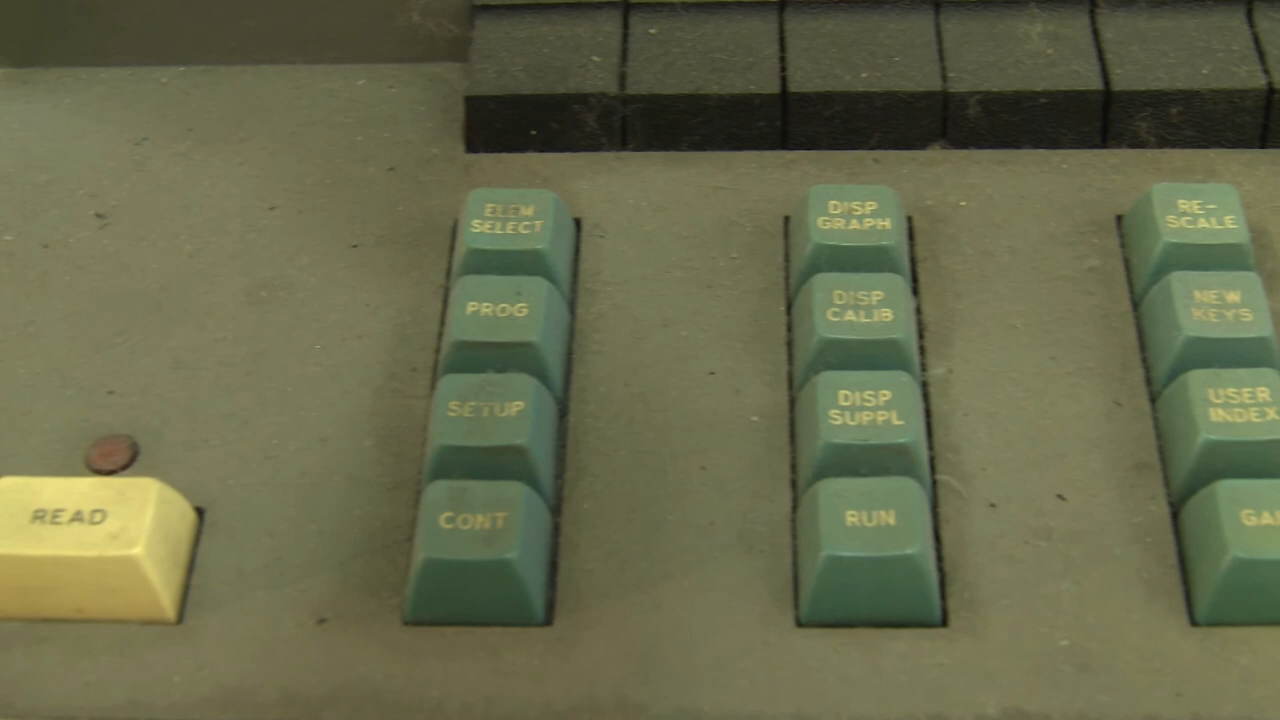 ELEM
SELECT
PROG
SETUP
CONT
DISP
GRAPH
DISP
CALIB
DISP
SUPPL
RUN
RE-
SCALE
NEW
KEYS
USER
INDEX
READ